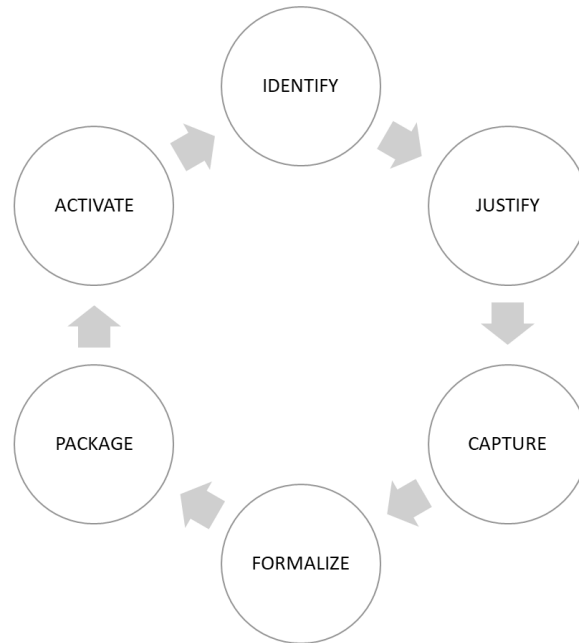 IDENTIFY
JUSTIFY
CAPTURE
FORMALIZE
PACKAGE
ACTIVATE